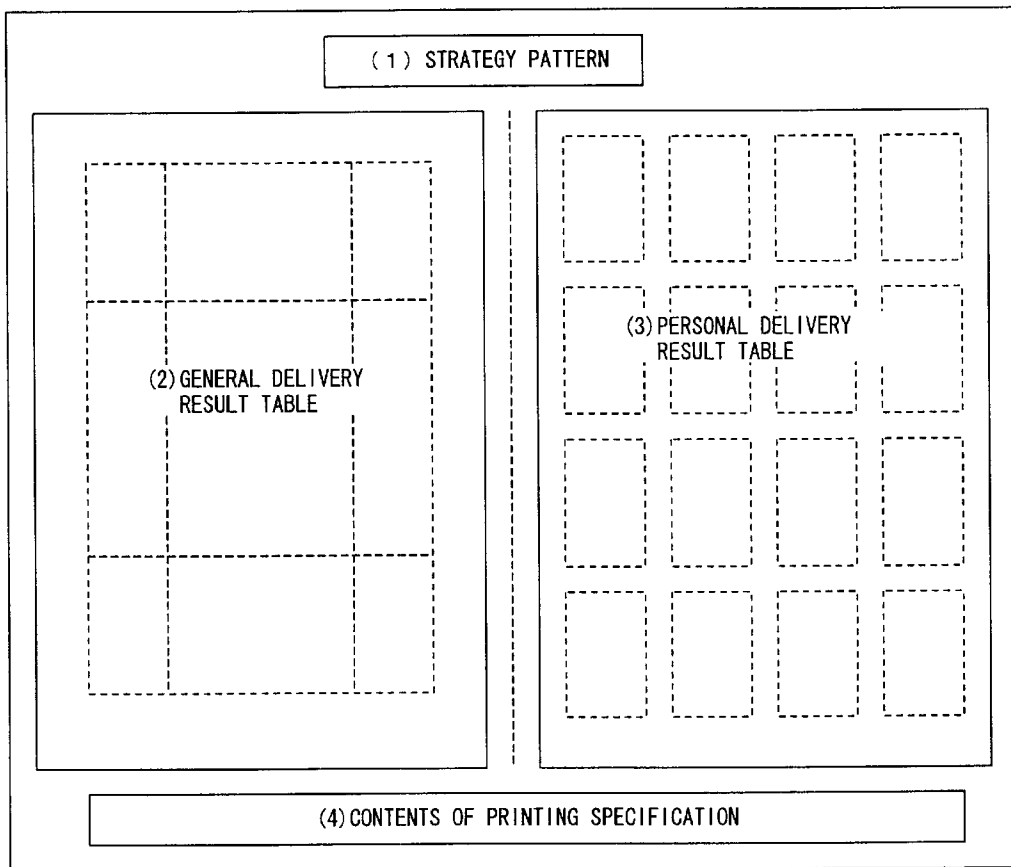 (1) STRATEGY PATTERN
(2) GENERAL DELIVERY
RESULT TABLE
(3) PERSONAL DELIVERY
RESULT TABLE
(4) CONTENTS OF PRINTING SPECIFICATION